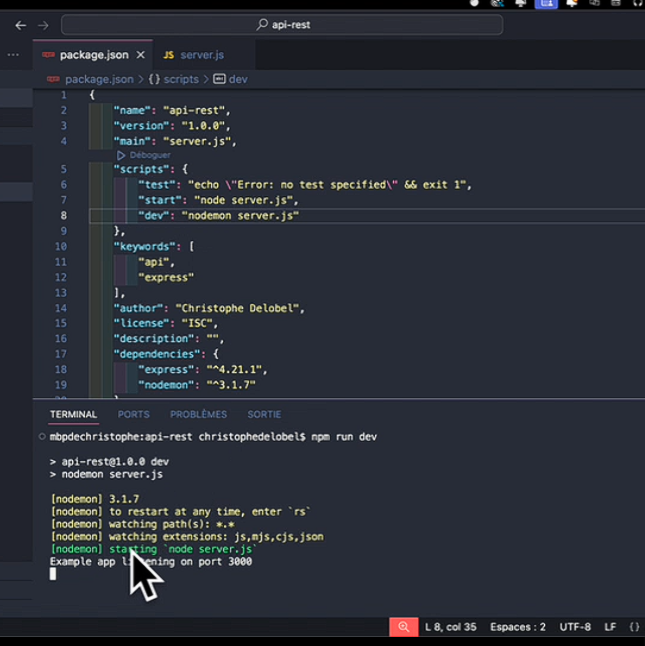 api-rest
package.json
JS server.js
package.json > {} scripts > dev
1 {
2 "name": "api-rest",
3 "version": "1.0.0",
4 "main": "server.js",
Déboguer
5 "scripts": {
6 "test": "echo \"Error: no test specified\" && exit 1",
7 "start": "node server.js",
8 "dev": "nodemon server.js"
9 },
10 "keywords": [
11 "api",
12 "express"
13 ],
14 "author": "Christophe Delobel",
15 "license": "ISC",
16 "description": "",
17 "dependencies": {
18 "express": "^4.21.1",
19 "nodemon": "^3.1.7"
TERMINAL PORTS PROBLÈMES SORTIE
mbpdechristophe:api-rest christophedelobel$ npm run dev
> api-rest@1.0.0 dev
> nodemon server.js
[nodemon] 3.1.7
[nodemon] to restart at any time, enter `rs`
[nodemon] watching path(s): *.*
[nodemon] watching extensions: js,mjs,cjs,json
[nodemon] starting `node server.js`
Example app listening on port 3000
L 8, col 35 Espaces : 2 UTF-8 LF {}